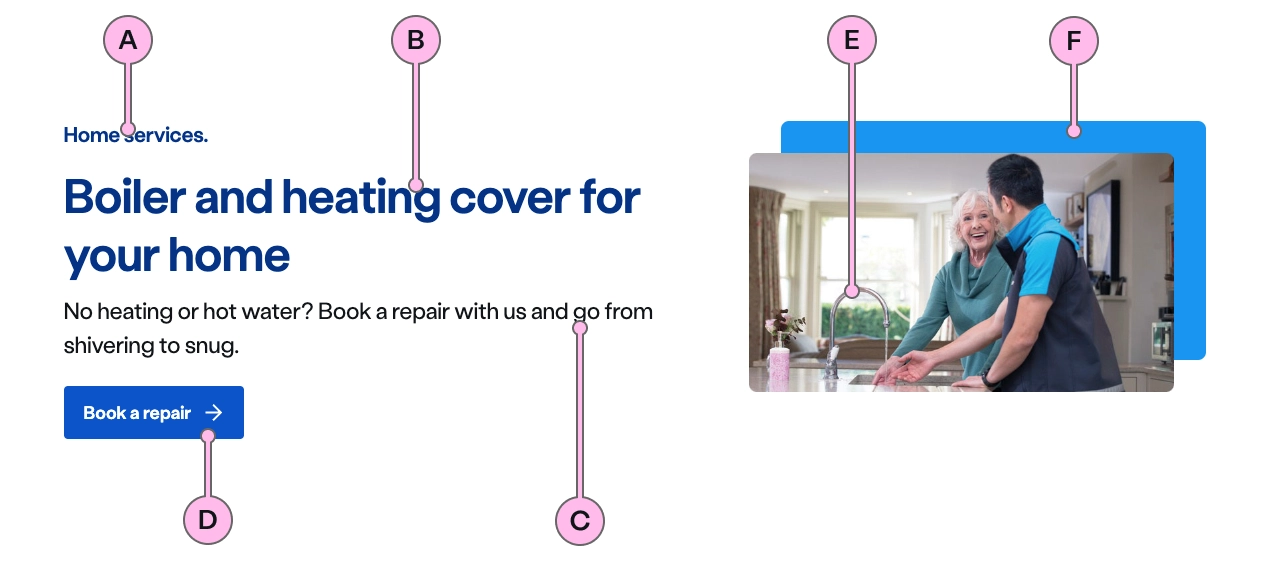 A
B
E
F
Home services.
Boiler and heating cover for
your home
No heating or hot water? Book a repair with us and go from
shivering to snug.
Book a repair
D
C